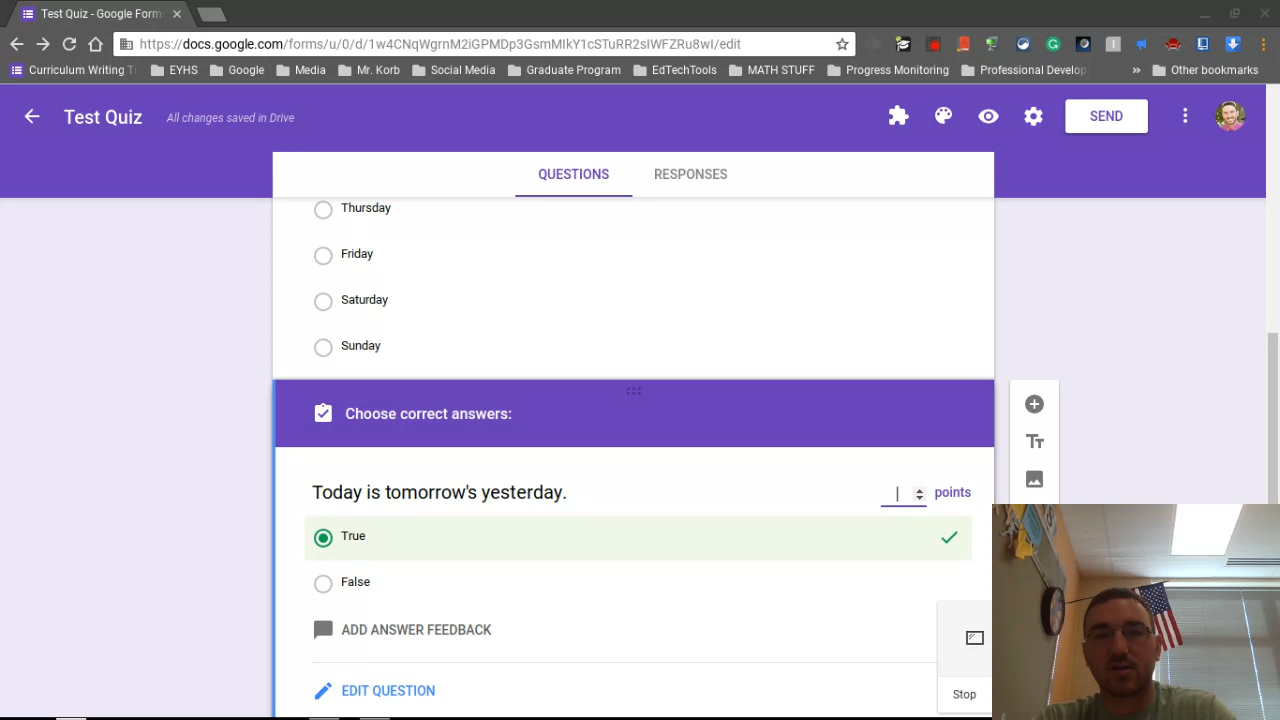 Test Quiz - Google Form
https://docs.google.com/forms/u/0/d/1w4CNqWgrnM2iGPMDp3GsmMIkY1cSTuRR2sIWFZRu8wI/edit
Curriculum Writing T EYHS Google Media Mr. Korb Social Media Graduate Program EdTechTools MATH STUFF Progress Monitoring Professional Develop » Other bookmarks
Test Quiz All changes saved in Drive SEND
QUESTIONS RESPONSES
Thursday
Friday
Saturday
Sunday
Choose correct answers:
Today is tomorrow's yesterday. points
True
False
ADD ANSWER FEEDBACK
EDIT QUESTION
Stop